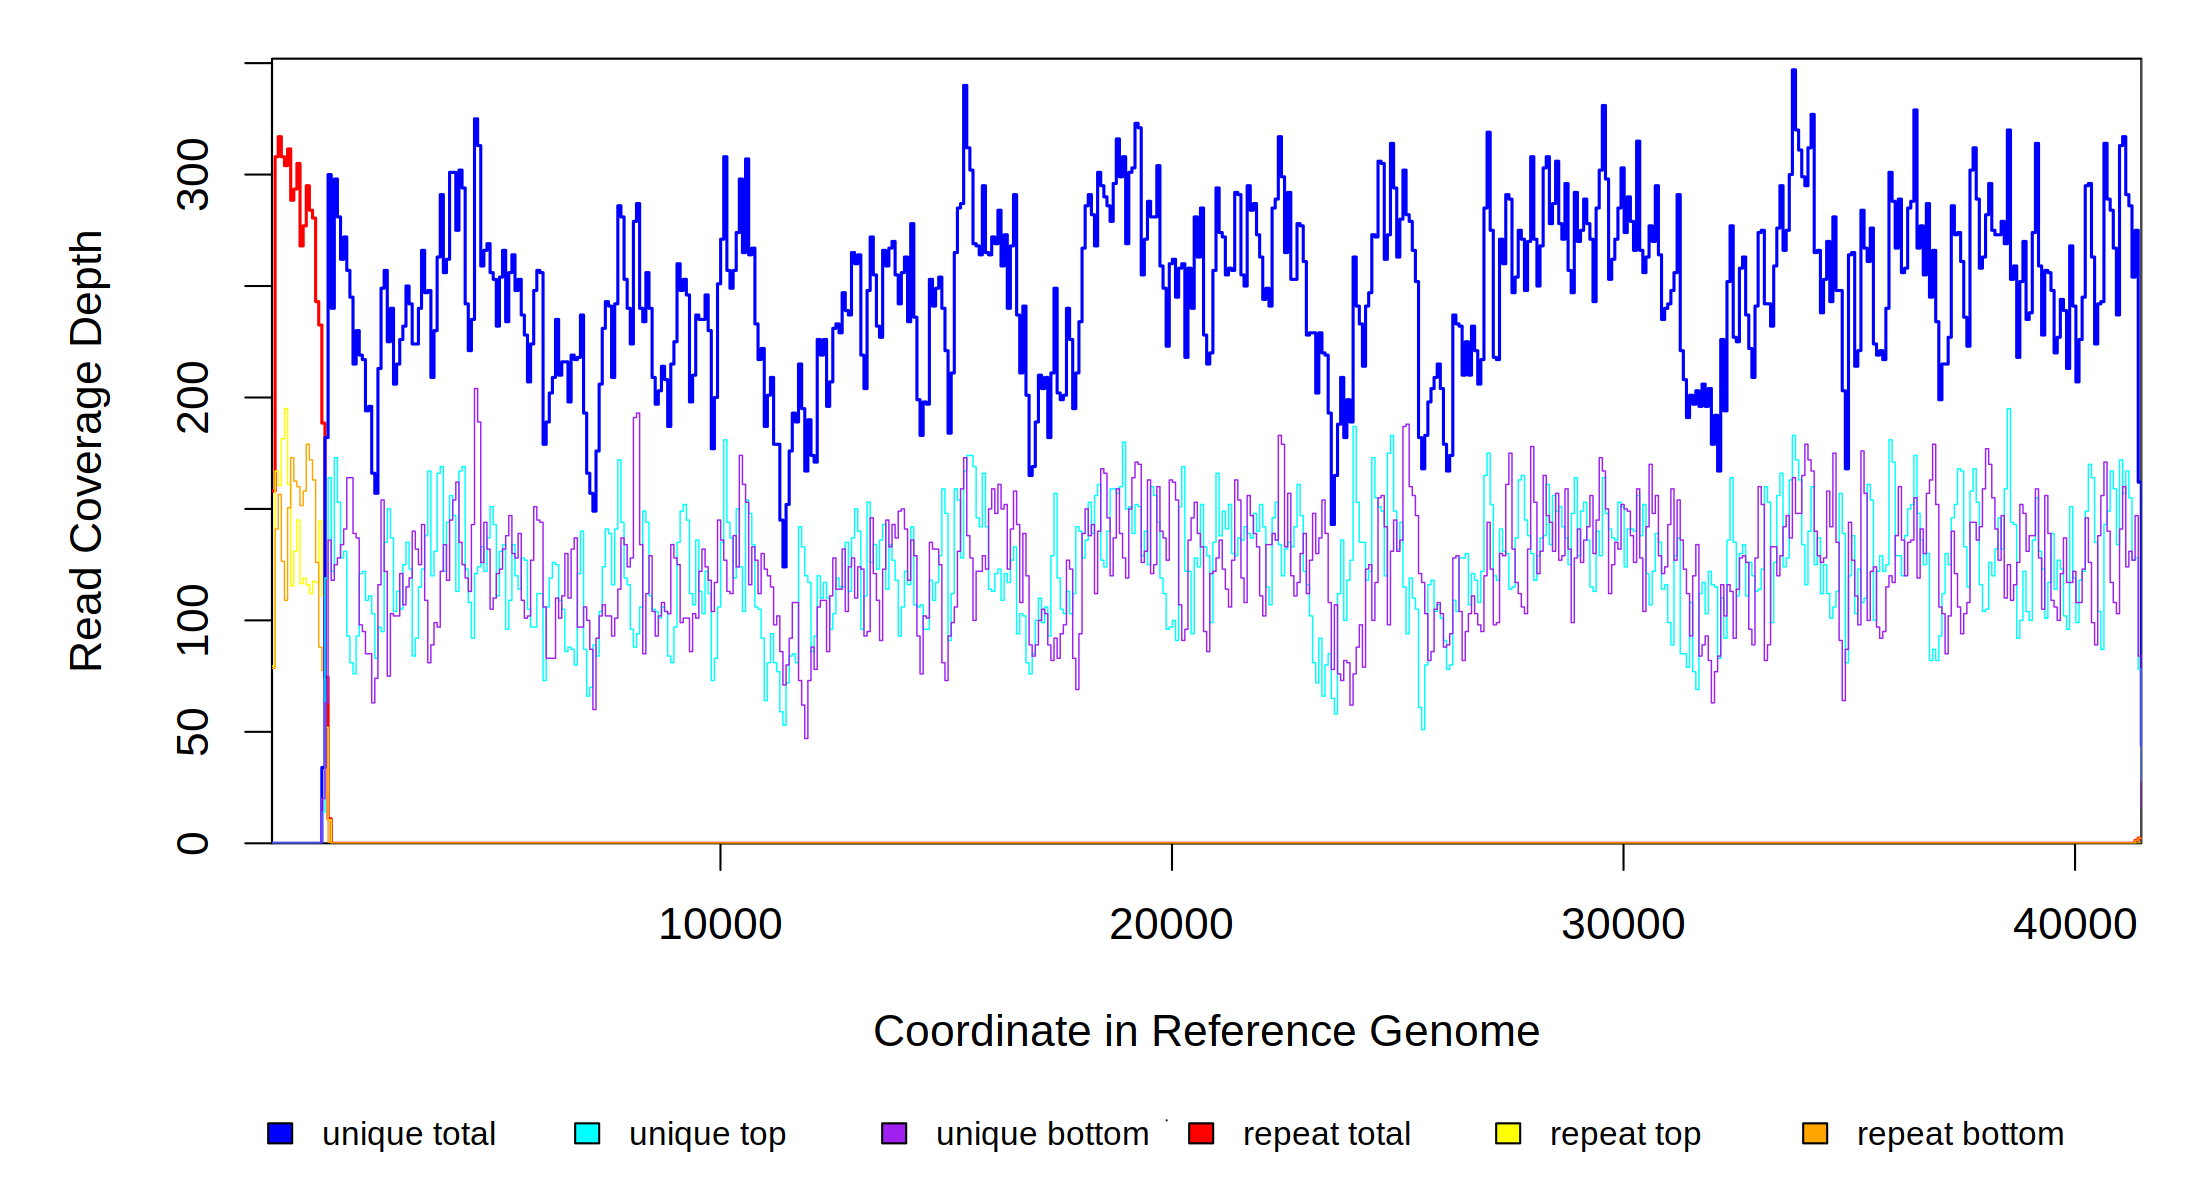 Read Coverage Depth
300
200
100
50
0
10000 20000 30000 40000
Coordinate in Reference Genome
unique total unique top unique bottom repeat total repeat top repeat bottom